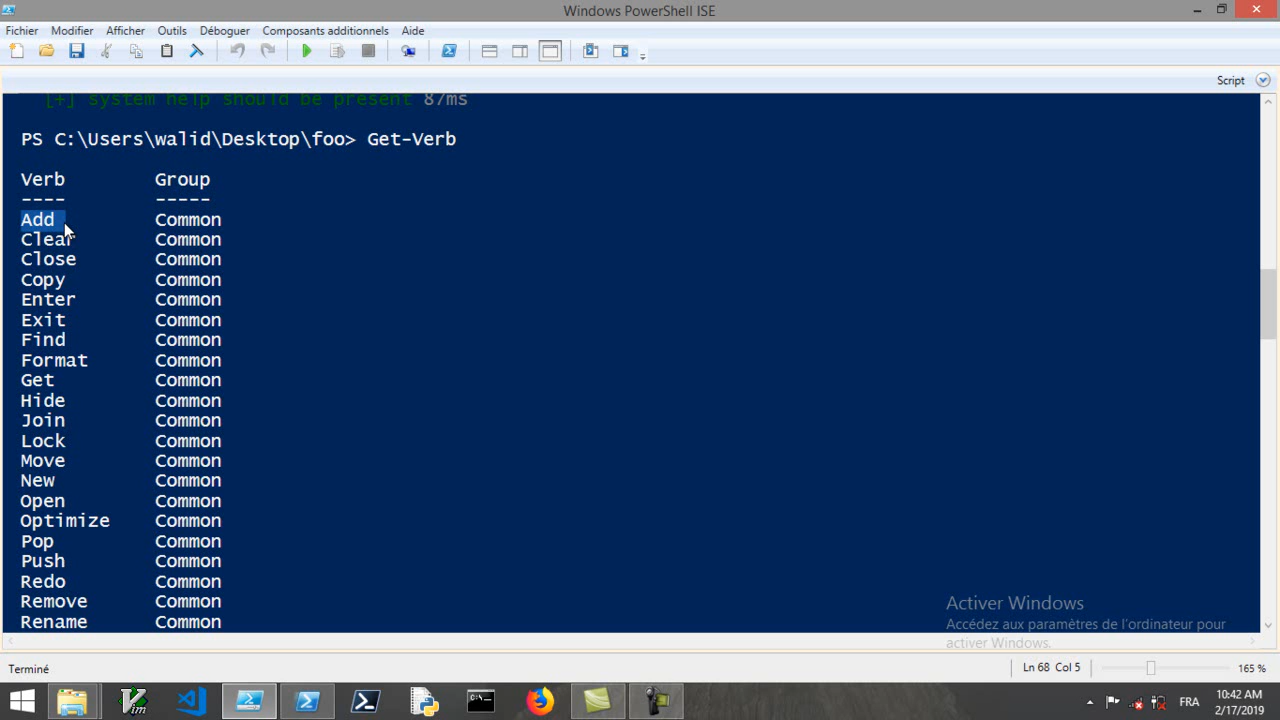 Windows PowerShell ISE
Fichier Modifier Afficher Outils Déboguer Composants additionnels Aide
Script
[+] system help should be present 87ms
PS C:\Users\walid\Desktop\foo> Get-Verb
Verb Group
---- -----
Add Common
Clear Common
Close Common
Copy Common
Enter Common
Exit Common
Find Common
Format Common
Get Common
Hide Common
Join Common
Lock Common
Move Common
New Common
Open Common
Optimize Common
Pop Common
Push Common
Redo Common
Remove Common
Rename Common
Activer Windows
Accédez aux paramètres de l'ordinateur pour
activer Windows.
Terminé
Ln 68 Col 5
165 %
FRA
10:42 AM
2/17/2019